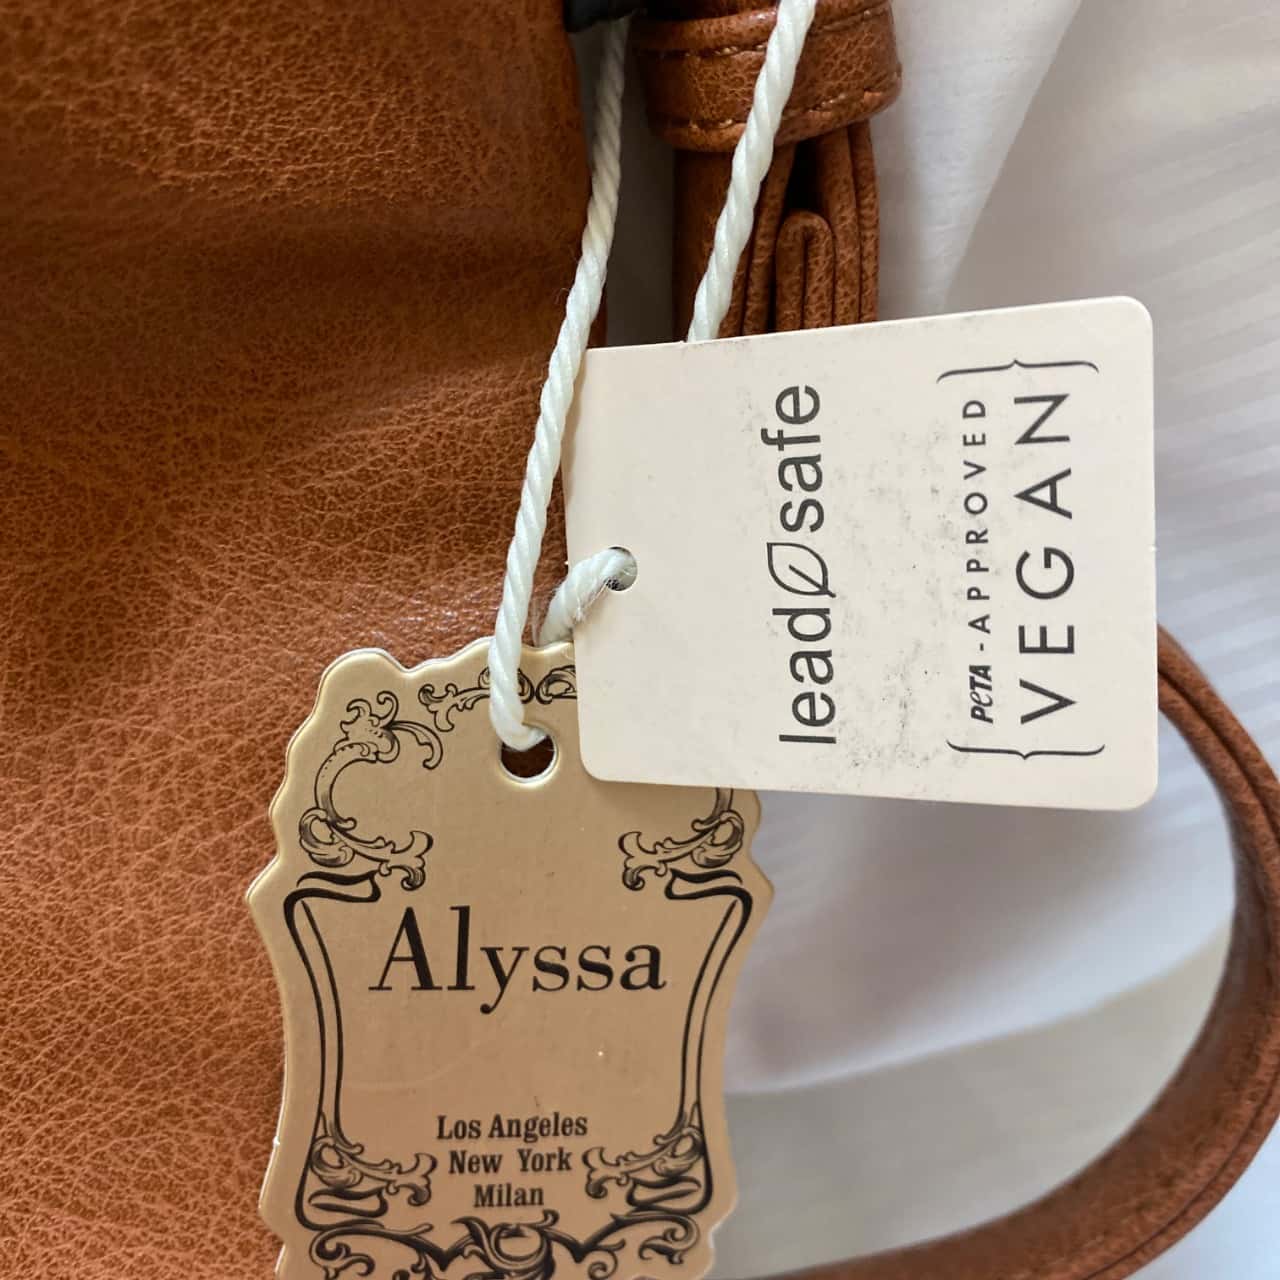 lead safe
PETA - APPROVED
VEGAN
Alyssa
Los Angeles
New York
Milan